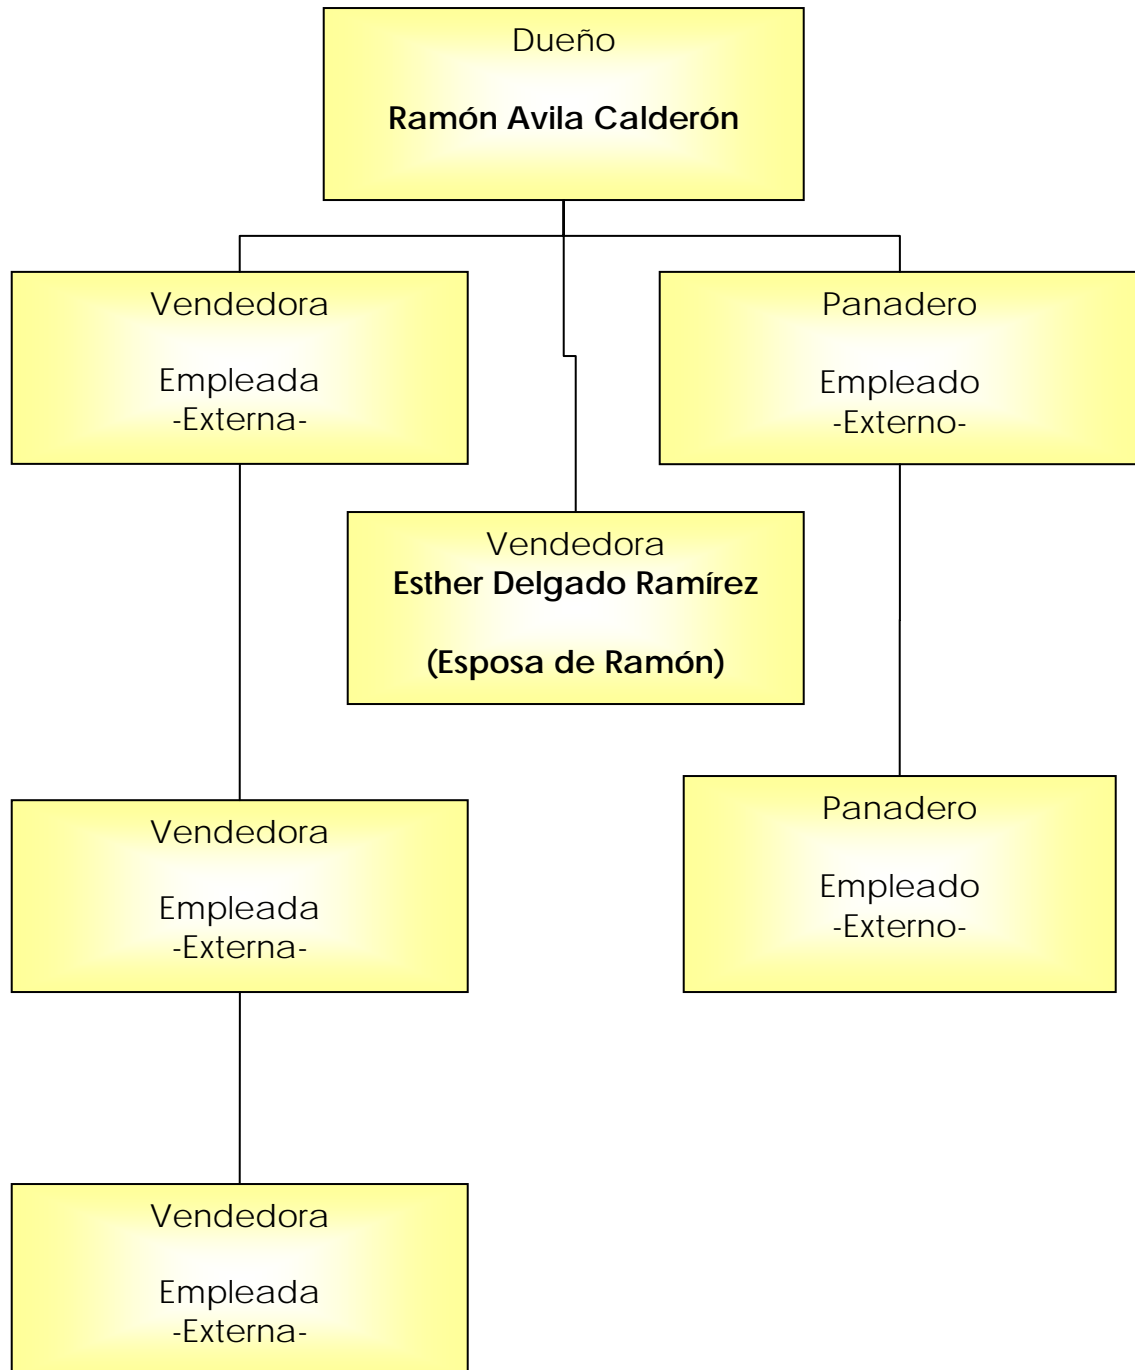 Dueño
Ramón Avila Calderón
Vendedora
Empleada
-Externa-
Panadero
Empleado
-Externo-
Vendedora
Esther Delgado Ramírez
(Esposa de Ramón)
Vendedora
Empleada
-Externa-
Panadero
Empleado
-Externo-
Vendedora
Empleada
-Externa-